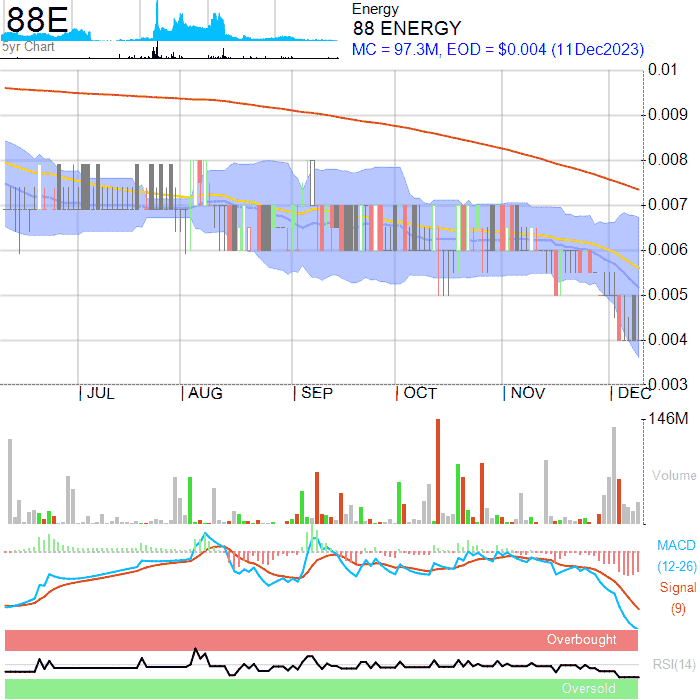 88E
5yr Chart
Energy
88 ENERGY
MC = 97.3M, EOD = $0.004 (11Dec2023)
0.01
0.009
0.008
0.007
0.006
0.005
0.004
0.003
JUL AUG SEP OCT NOV DEC
146M
Volume
MACD
(12-26)
Signal
(9)
Overbought
RSI(14)
Oversold